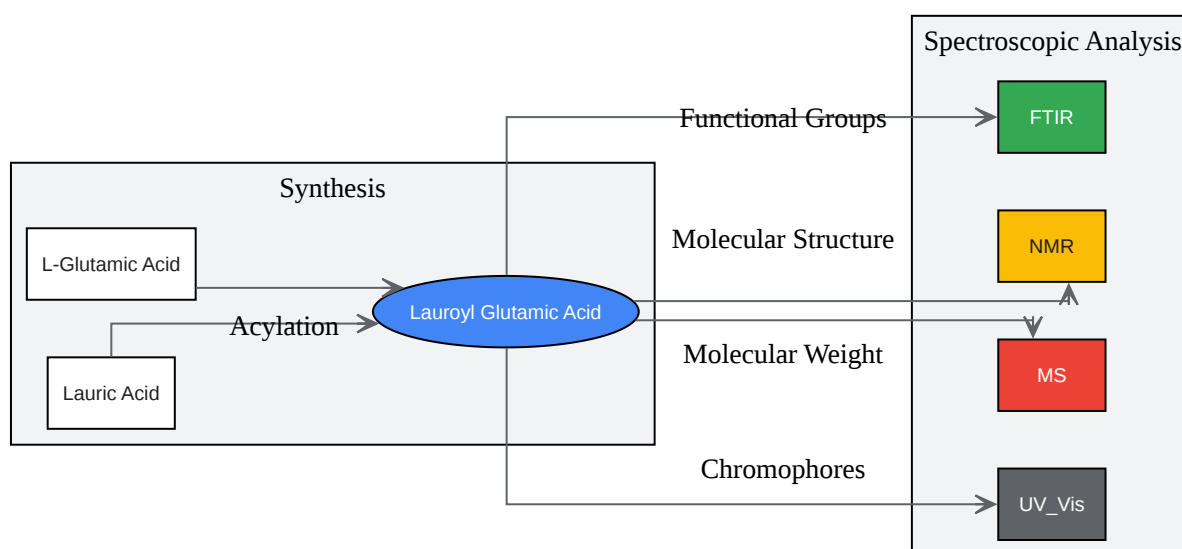 Spectroscopic Analysis
Functional Groups
FTIR
Synthesis
L-Glutamic Acid
Molecular Structure
NMR
Lauroyl Glutamic Acid
Acylation
Molecular Weight
Lauric Acid
MS
Chromophores
UV_Vis